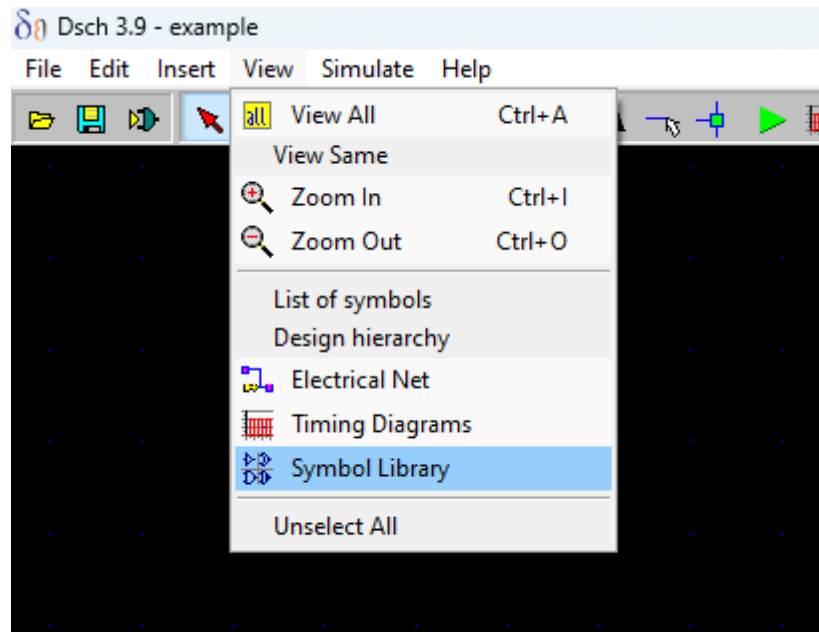 Dsch 3.9 - example
File Edit Insert View Simulate Help
all View All Ctrl+A
View Same
Zoom In Ctrl+I
Zoom Out Ctrl+O
List of symbols
Design hierarchy
Electrical Net
Timing Diagrams
Symbol Library
Unselect All